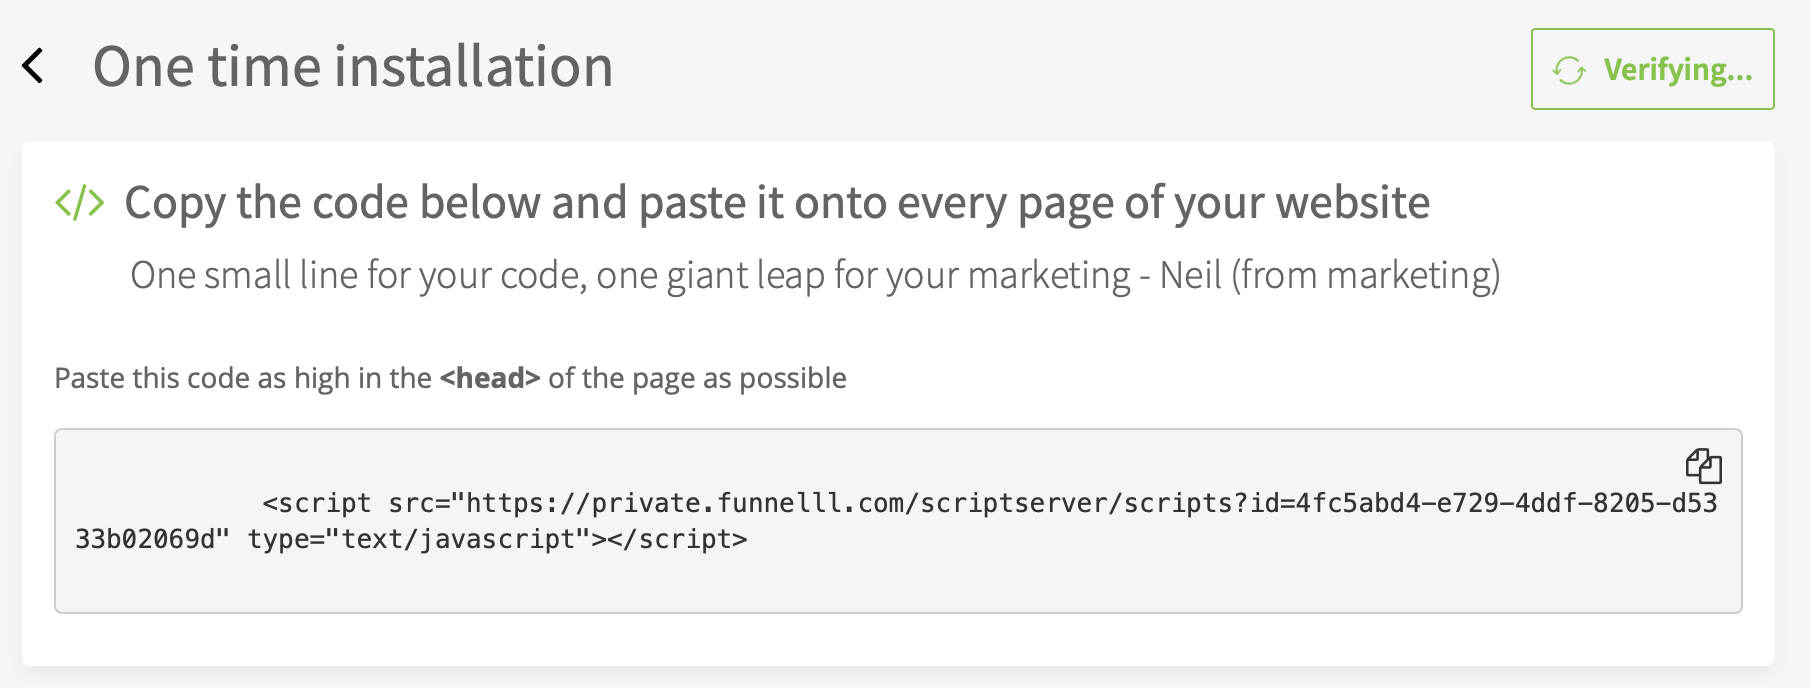 One time installation
Verifying...
</> Copy the code below and paste it onto every page of your website
One small line for your code, one giant leap for your marketing - Neil (from marketing)
Paste this code as high in the <head> of the page as possible
<script src="https://private.funnelll.com/scriptserver/scripts?id=4fc5abd4-e729-4ddf-8205-d53
33b02069d" type="text/javascript"></script>